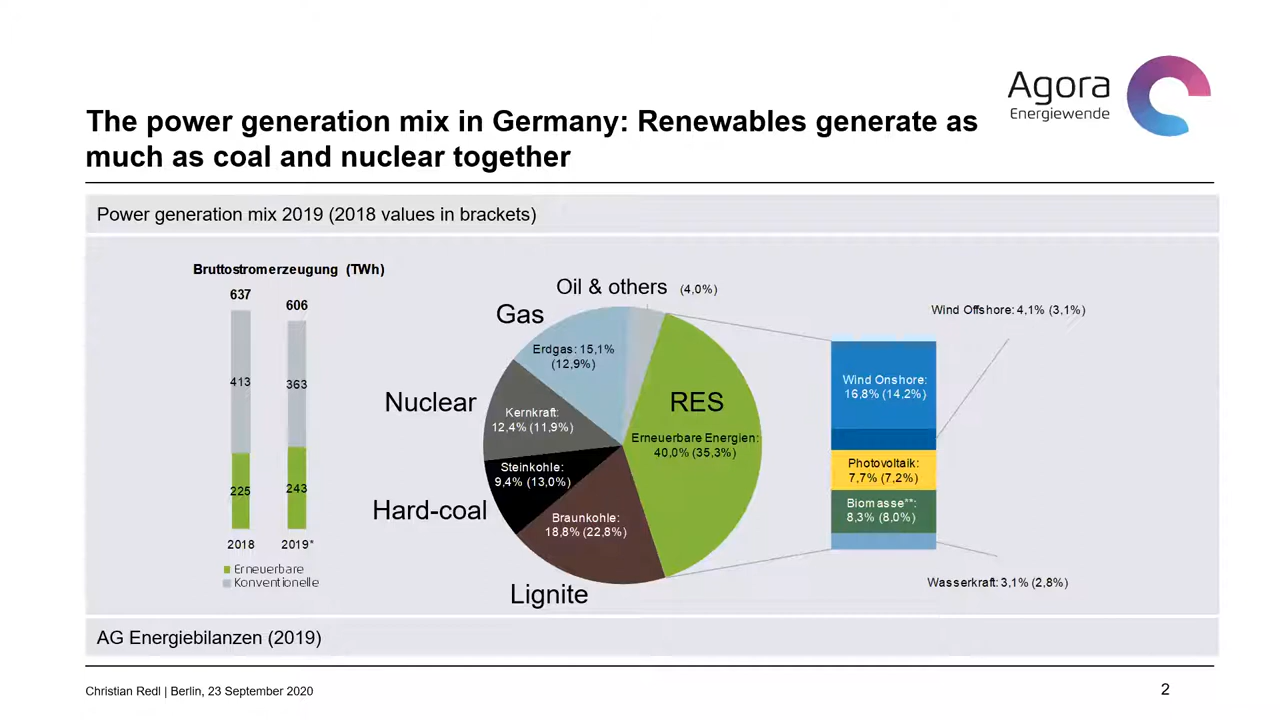 Agora
Energiewende
The power generation mix in Germany: Renewables generate as
much as coal and nuclear together
Power generation mix 2019 (2018 values in brackets)
Bruttostromerzeugung (TWh)
637
606
413
363
225
243
2018
2019*
Erneuerbare
Konventionelle
Oil & others (4,0%)
Gas
Erdgas: 15,1%
(12,9%)
Nuclear
Kernkraft:
12,4% (11,9%)
Steinkohle:
9,4% (13,0%)
Hard-coal
Braunkohle:
18,8% (22,8%)
Lignite
RES
Erneuerbare Energien:
40,0% (35,3%)
Wind Offshore: 4,1% (3,1%)
Wind Onshore:
16,8% (14,2%)
Photovoltaik:
7,7% (7,2%)
Biomasse**:
8,3% (8,0%)
Wasserkraft: 3,1% (2,8%)
AG Energiebilanzen (2019)
Christian Redl | Berlin, 23 September 2020
2